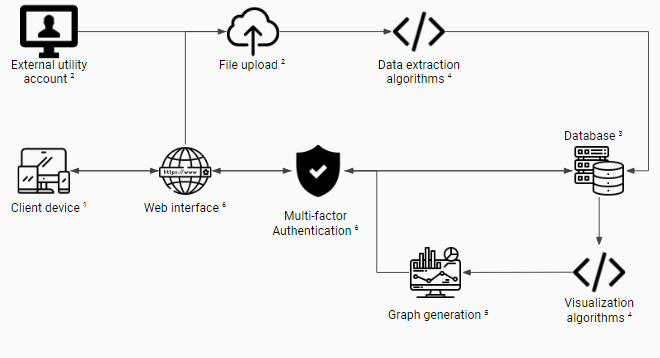 External utility
account ²
File upload ²
Data extraction
algorithms ⁴
Database ³
https://www
Client device ¹
Web interface ⁶
Multi-factor
Authentication ⁶
Graph generation ⁵
Visualization
algorithms ⁴